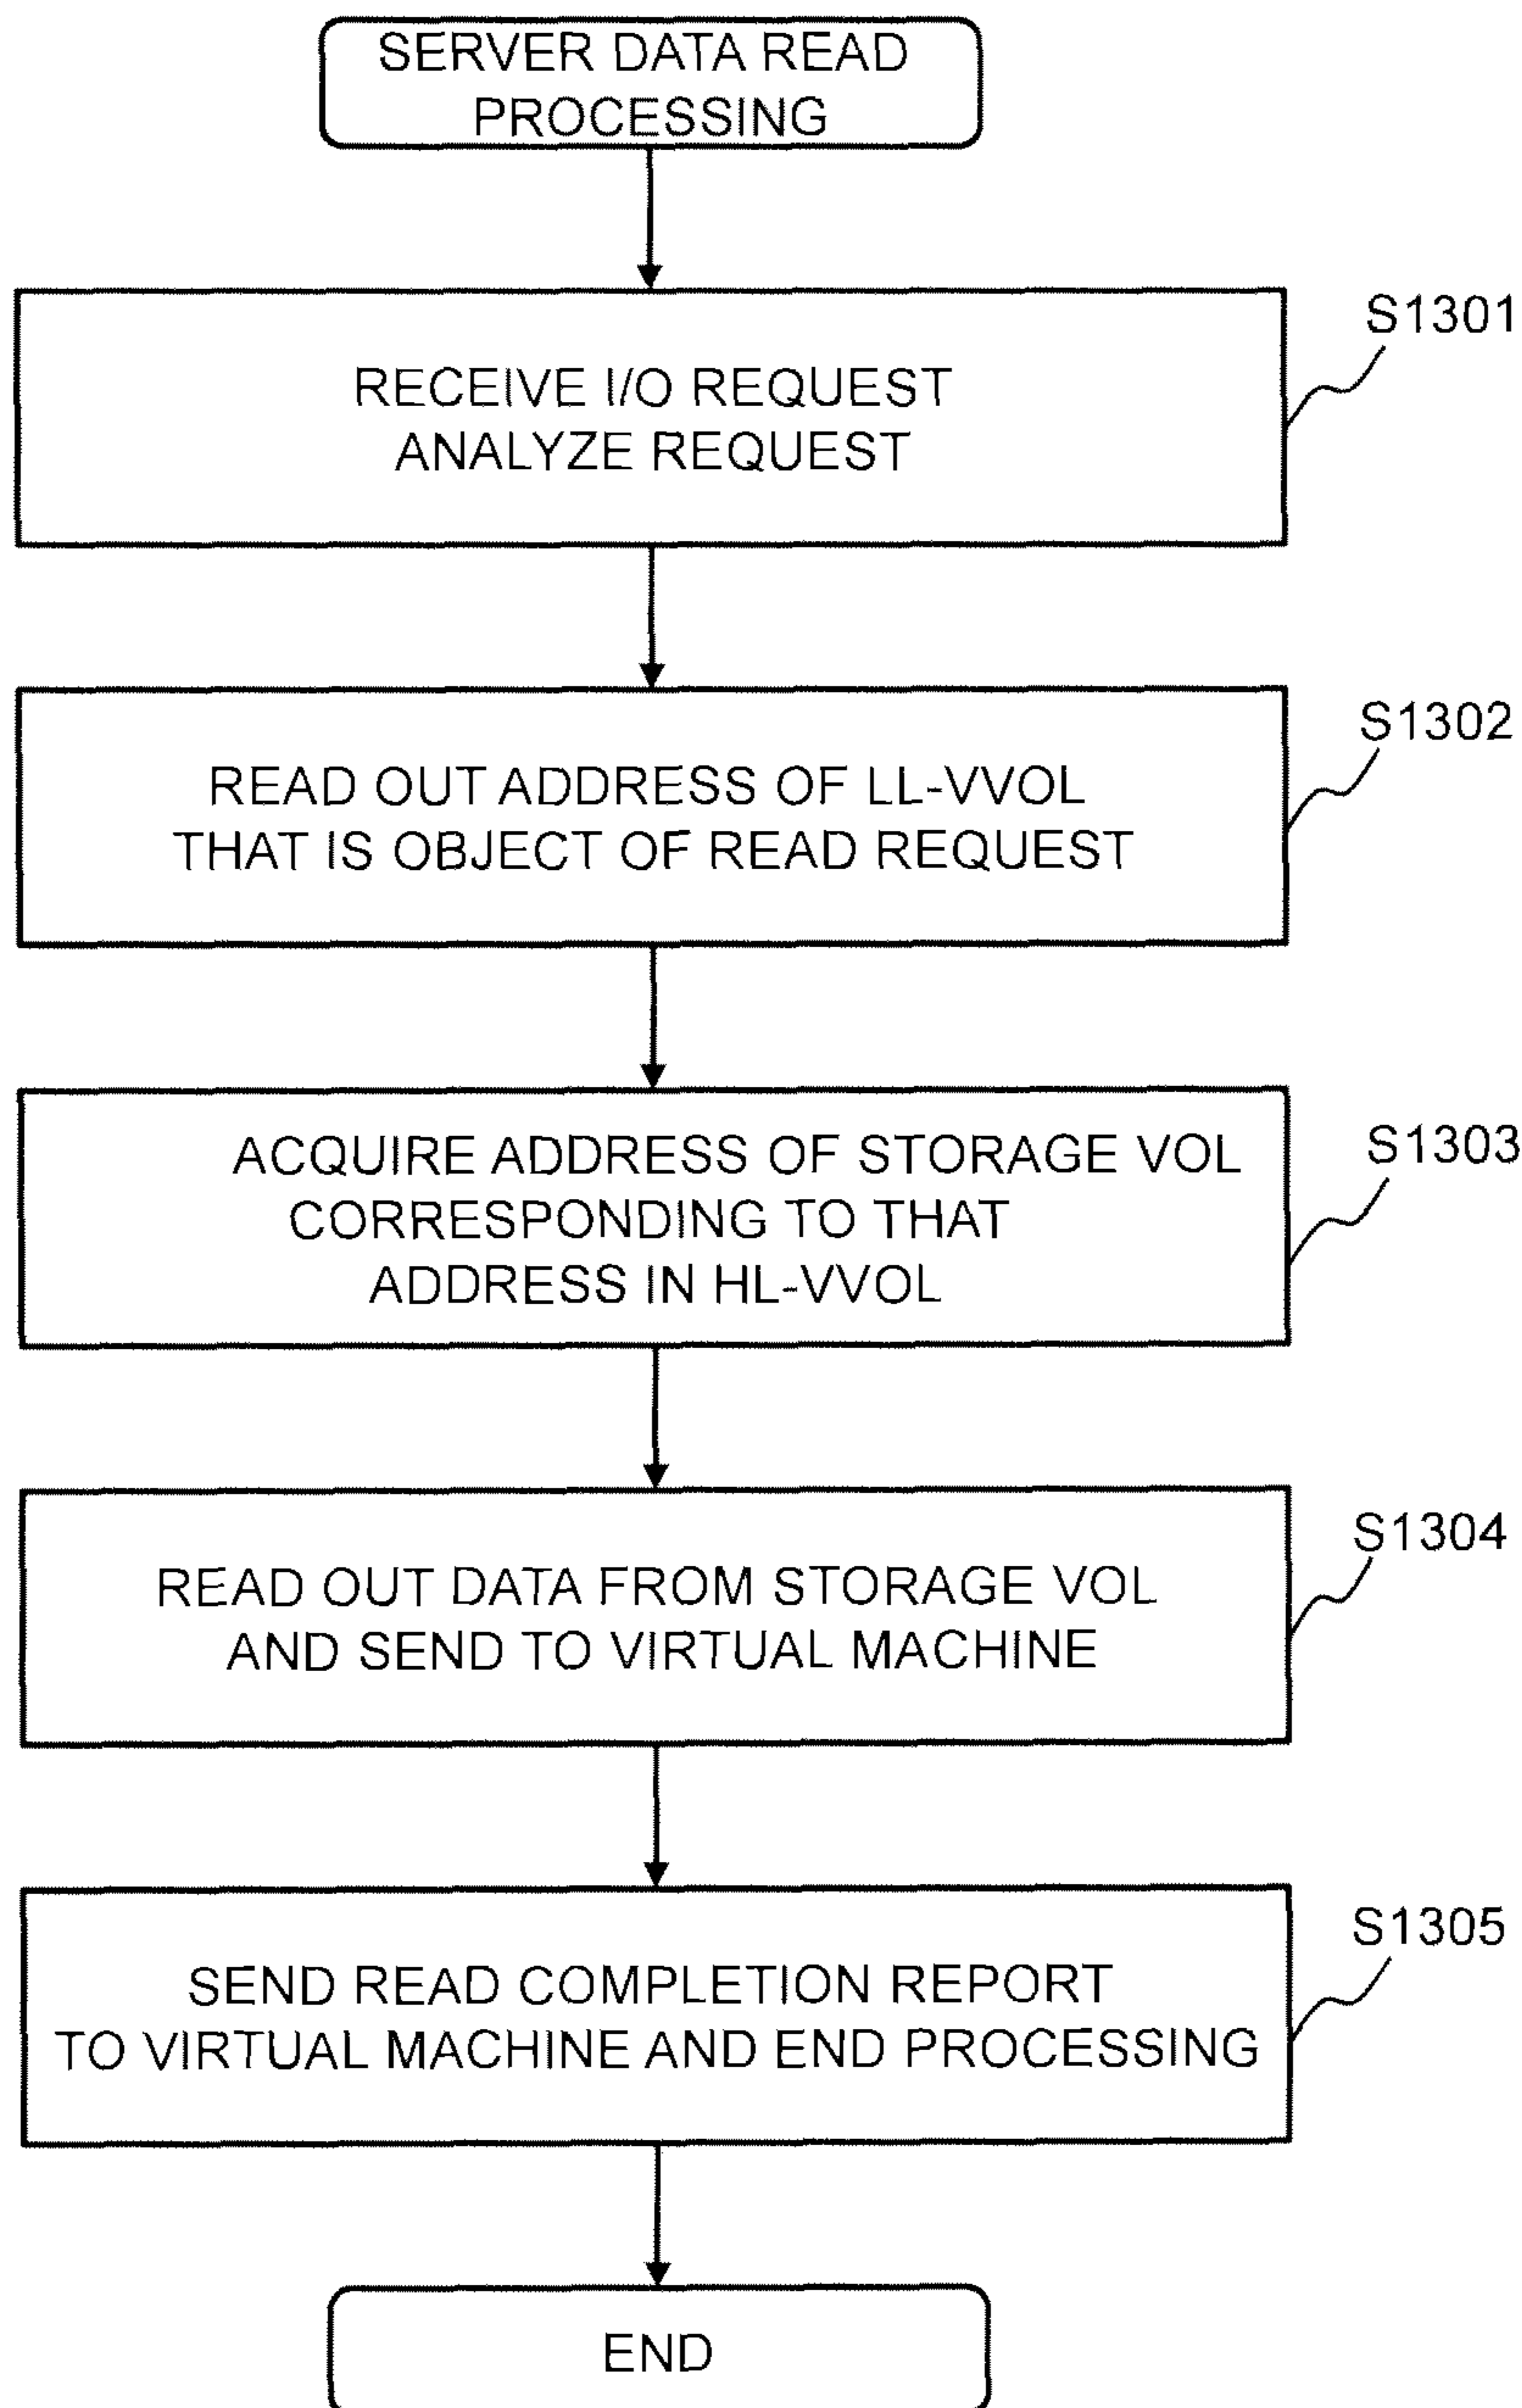 SERVER DATA READ
PROCESSING
S1301
RECEIVE I/O REQUEST
ANALYZE REQUEST
S1302
READ OUT ADDRESS OF LL-VVOL
THAT IS OBJECT OF READ REQUEST
S1303
ACQUIRE ADDRESS OF STORAGE VOL
CORRESPONDING TO THAT
ADDRESS IN HL-VVOL
S1304
READ OUT DATA FROM STORAGE VOL
AND SEND TO VIRTUAL MACHINE
S1305
SEND READ COMPLETION REPORT
TO VIRTUAL MACHINE AND END PROCESSING
END